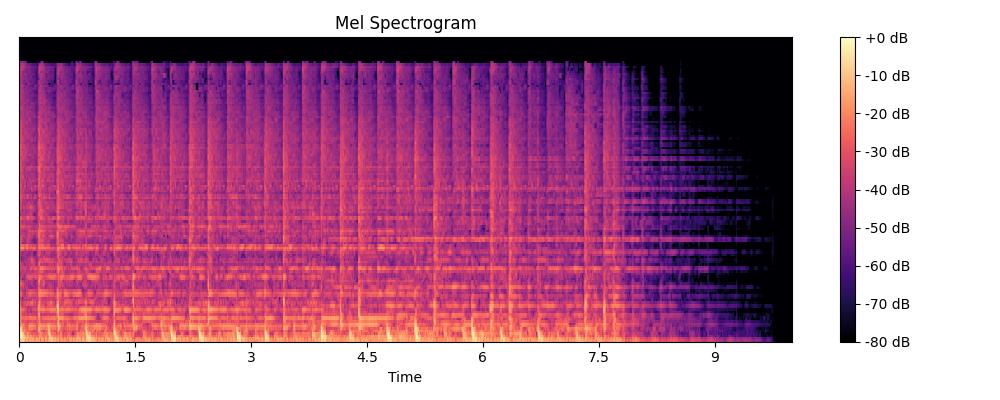 Mel Spectrogram
+0 dB
-10 dB
-20 dB
-30 dB
-40 dB
-50 dB
-60 dB
-70 dB
-80 dB
0 1.5 3 4.5 6 7.5 9
Time